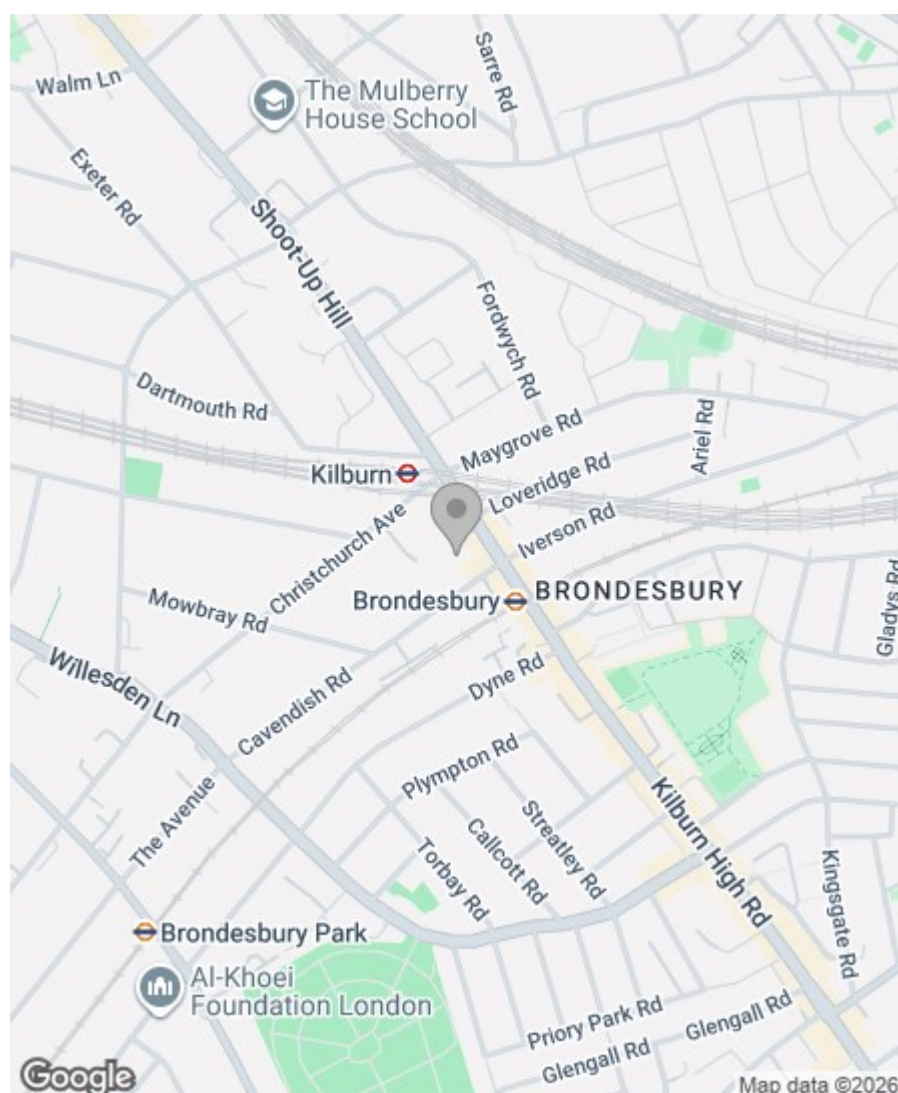 Sarre Rd
Walm Ln
The Mulberry
House School
Exeter Rd
Shoot-Up Hill
Fordwych Rd
Dartmouth Rd
Maygrove Rd
Ariel Rd
Kilburn
Loveridge Rd
Iverson Rd
Christchurch Ave
Brondesbury
BRONDESBURY
Mowbray Rd
Gladys Rd
Willesden Ln
Cavendish Rd
Dyne Rd
Plympton Rd
The Avenue
Streatley Rd
Callcott Rd
Torbay Rd
Kilburn High Rd
Kingsgate Rd
Brondesbury Park
Al-Khoei
Foundation London
Priory Park Rd
Glengall Rd
Glengall Rd
Google
Map data ©2026